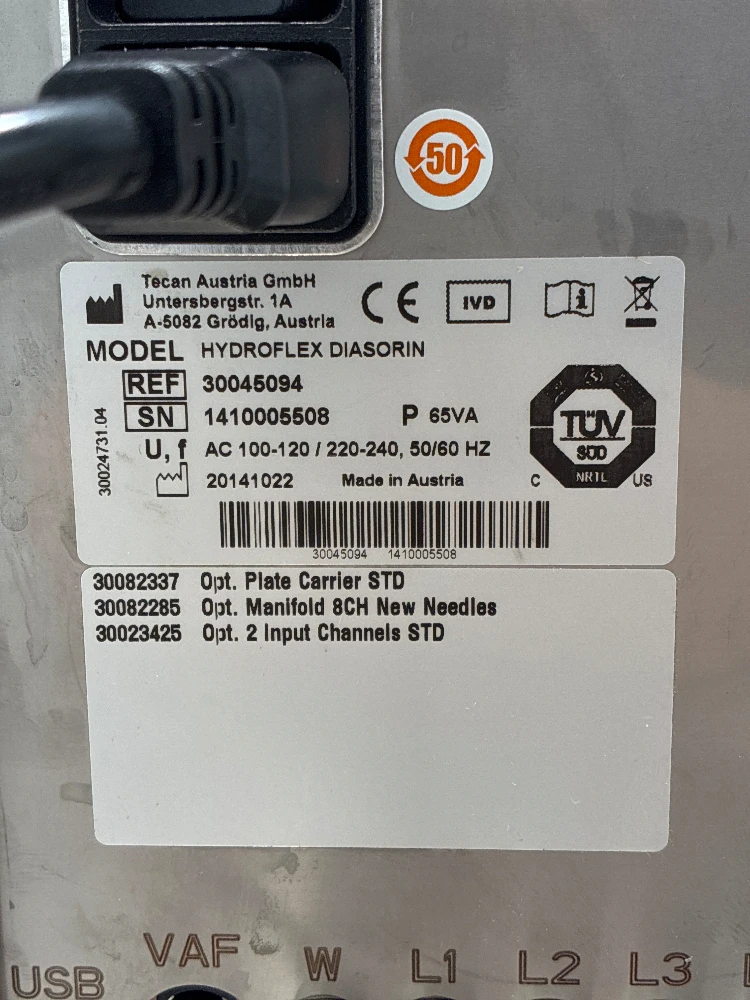 50
Tecan Austria GmbH
Untersbergstr. 1A
A-5082 Grödig, Austria
CE
IVD
i
MODEL HYDROFLEX DIASORIN
REF 30045094
SN 1410005508 P 65VA
U, f AC 100-120 / 220-240, 50/60 HZ
20141022 Made in Austria
30024731.04
TÜV
SÜD
NRTL
C US
30045094 1410005508
30082337 Opt. Plate Carrier STD
30082285 Opt. Manifold 8CH New Needles
30023425 Opt. 2 Input Channels STD
USB VAF W L1 L2 L3